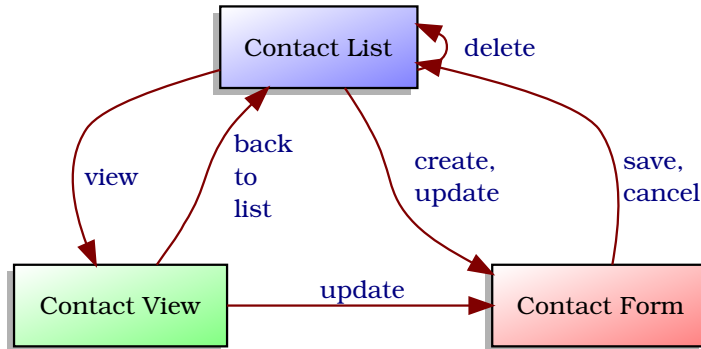 Contact List
delete
view
back
to
list
create,
update
save,
cancel
Contact View
update
Contact Form